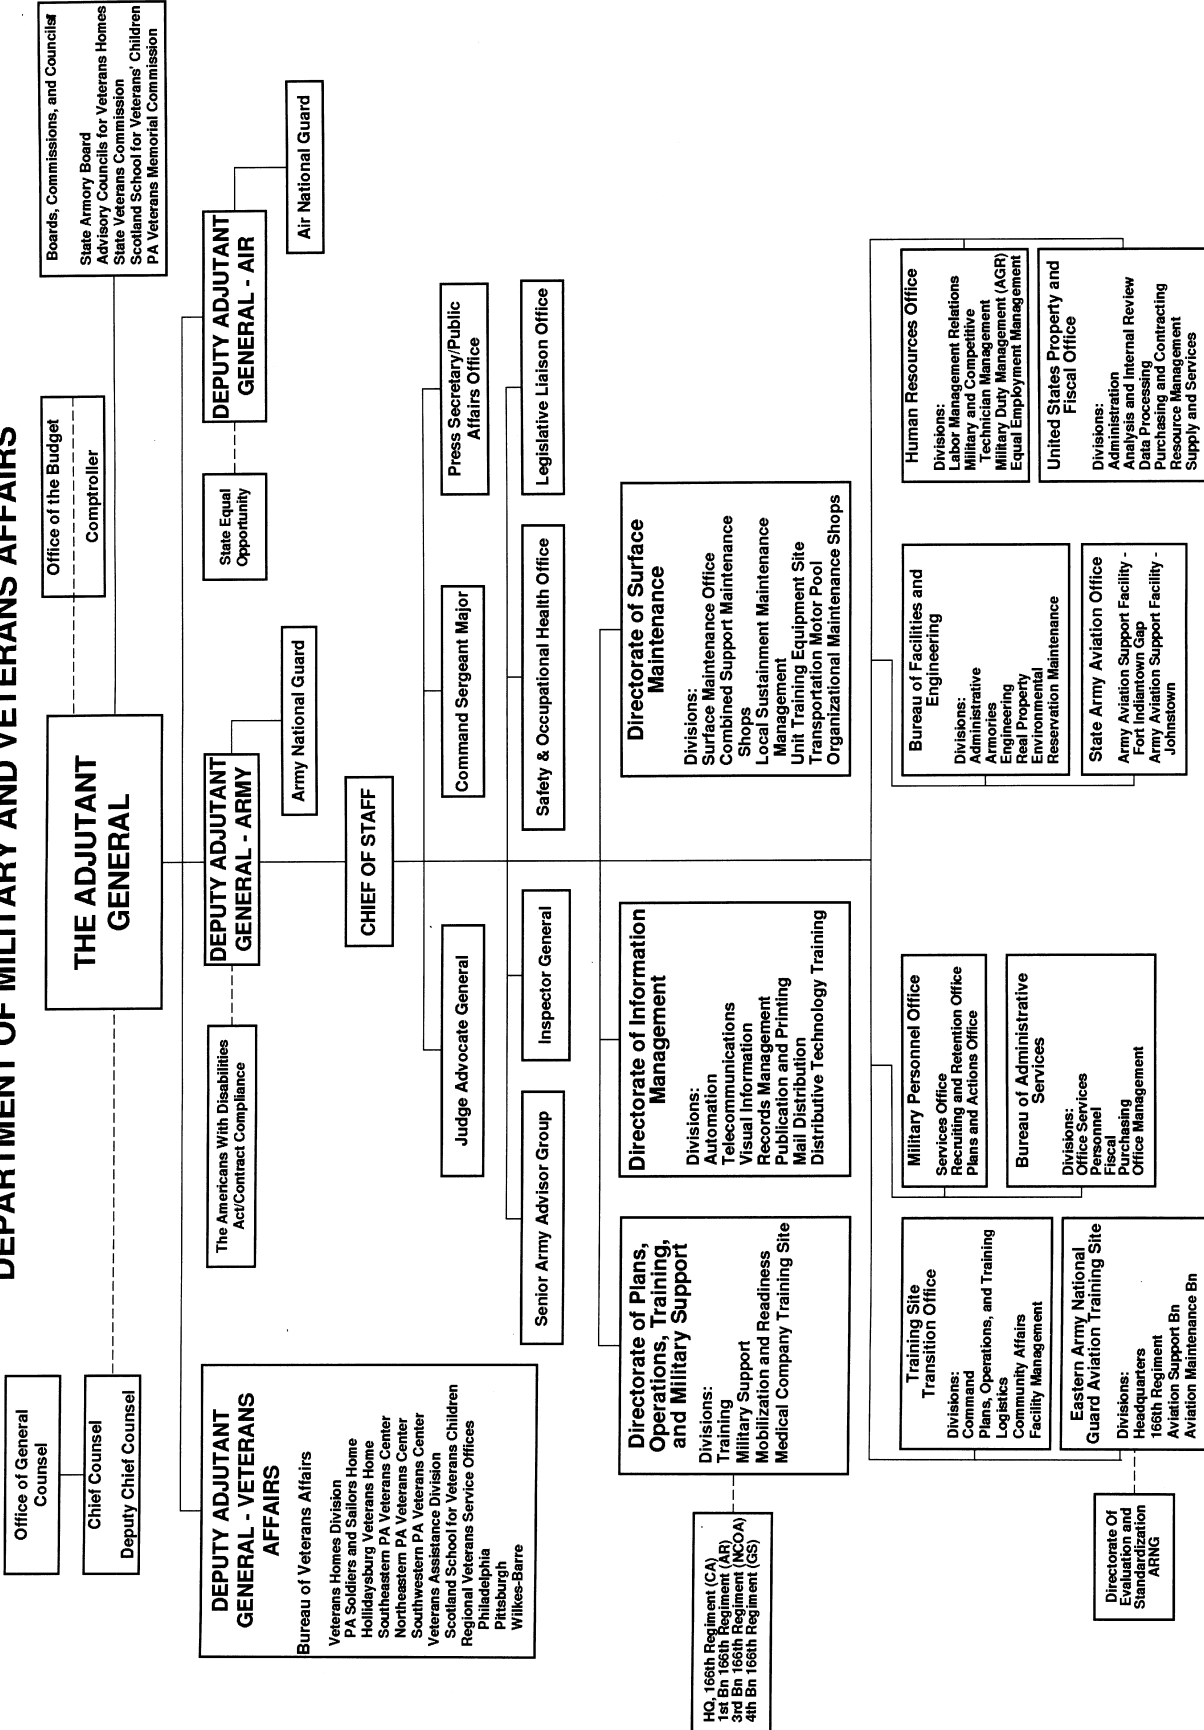 DEPARTMENT OF MILITARY AND VETERANS AFFAIRS
Office of General
Counsel
Chief Counsel
Deputy Chief Counsel
THE ADJUTANT
GENERAL
Office of the Budget
Comptroller
Boards, Commissions, and Councils
State Armory Board
Advisory Councils for Veterans Homes
State Veterans Commission
Scotland School for Veterans' Children
PA Veterans Memorial Commission
DEPUTY ADJUTANT
GENERAL - VETERANS
AFFAIRS
Bureau of Veterans Affairs
Veterans Homes Division
PA Soldiers and Sailors Home
Hollidaysburg Veterans Home
Southeastern PA Veterans Center
Northeastern PA Veterans Center
Southwestern PA Veterans Center
Veterans Assistance Division
Scotland School for Veterans Children
Regional Veterans Service Offices
Philadelphia
Pittsburgh
Wilkes-Barre
The Americans With Disabilities
Act/Contract Compliance
DEPUTY ADJUTANT
GENERAL - ARMY
Army National Guard
State Equal
Opportunity
DEPUTY ADJUTANT
GENERAL - AIR
Air National Guard
CHIEF OF STAFF
Judge Advocate General
Command Sergeant Major
Press Secretary/Public
Affairs Office
Senior Army Advisor Group
Inspector General
Safety & Occupational Health Office
Legislative Liaison Office
Directorate of Plans,
Operations, Training,
and Military Support
Divisions:
Training
Military Support
Mobilization and Readiness
Medical Company Training Site
HQ, 166th Regiment (CA)
1st Bn 166th Regiment (AR)
3rd Bn 166th Regiment (NCOA)
4th Bn 166th Regiment (GS)
Directorate of Information
Management
Divisions:
Automation
Telecommunications
Visual Information
Records Management
Publication and Printing
Mail Distribution
Distributive Technology Training
Directorate of Surface
Maintenance
Divisions:
Surface Maintenance Office
Combined Support Maintenance
Shops
Local Sustainment Maintenance
Management
Unit Training Equipment Site
Transportation Motor Pool
Organizational Maintenance Shops
Training Site
Transition Office
Divisions:
Command
Plans, Operations, and Training
Logistics
Community Affairs
Facility Management
Military Personnel Office
Services Office
Recruiting and Retention Office
Plans and Actions Office
Bureau of Facilities and
Engineering
Divisions:
Administrative
Armories
Engineering
Real Property
Environmental
Reservation Maintenance
Human Resources Office
Divisions:
Labor Management Relations
Military and Competitive
Technician Management
Military Duty Management (AGR)
Equal Employment Management
Directorate Of
Evaluation and
Standardization
ARNG
Eastern Army National
Guard Aviation Training Site
Divisions:
Headquarters
166th Regiment
Aviation Support Bn
Aviation Maintenance Bn
Bureau of Administrative
Services
Divisions:
Office Services
Personnel
Fiscal
Purchasing
Office Management
State Army Aviation Office
Army Aviation Support Facility -
Fort Indiantown Gap
Army Aviation Support Facility -
Johnstown
United States Property and
Fiscal Office
Divisions:
Administration
Analysis and Internal Review
Data Processing
Purchasing and Contracting
Resource Management
Supply and Services